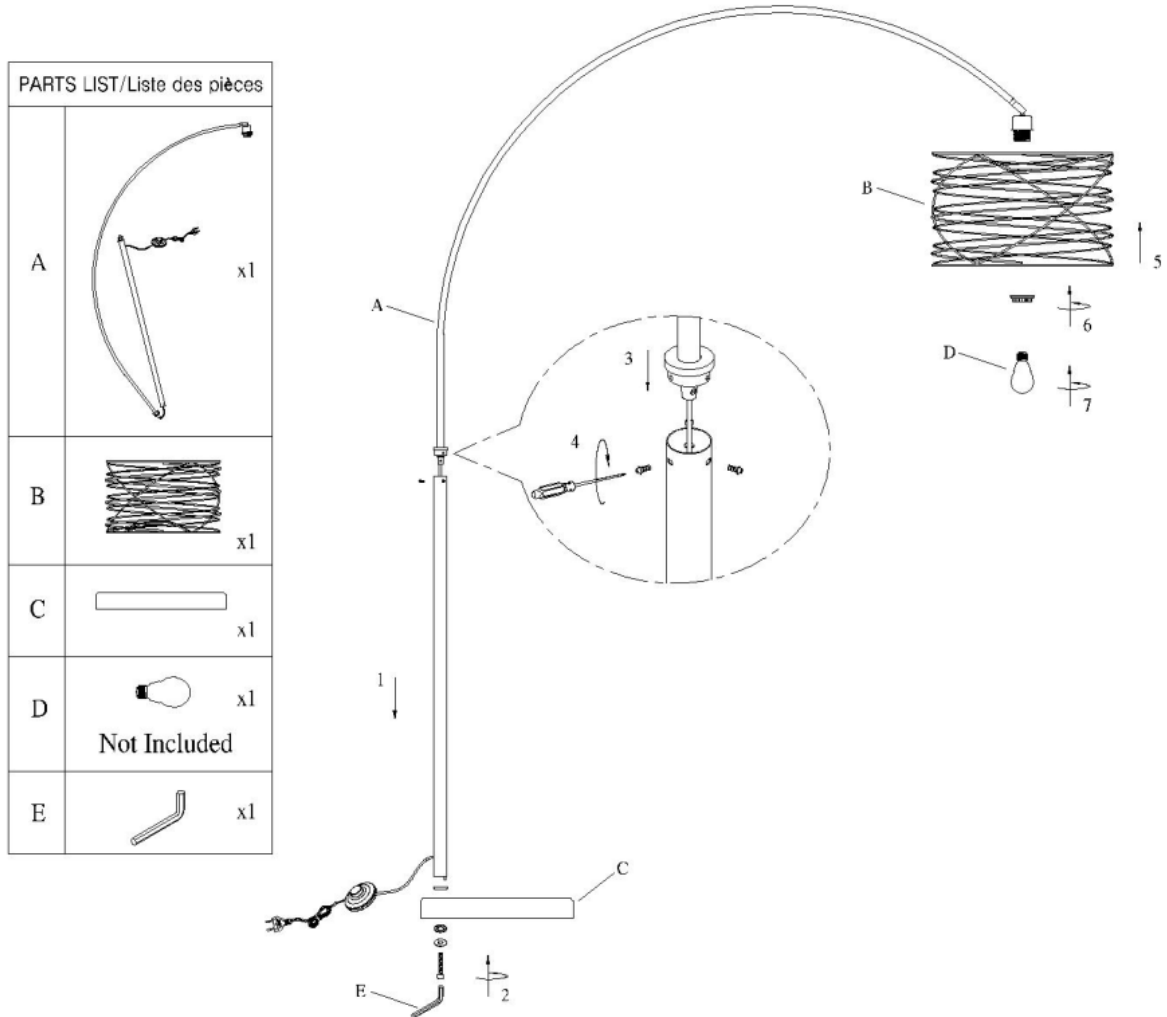 PARTS LIST/Liste des pièces
A
x1
B
x1
C
x1
D
x1
Not Included
E
x1
A
B
5
6
D
7
3
4
1
C
2
E